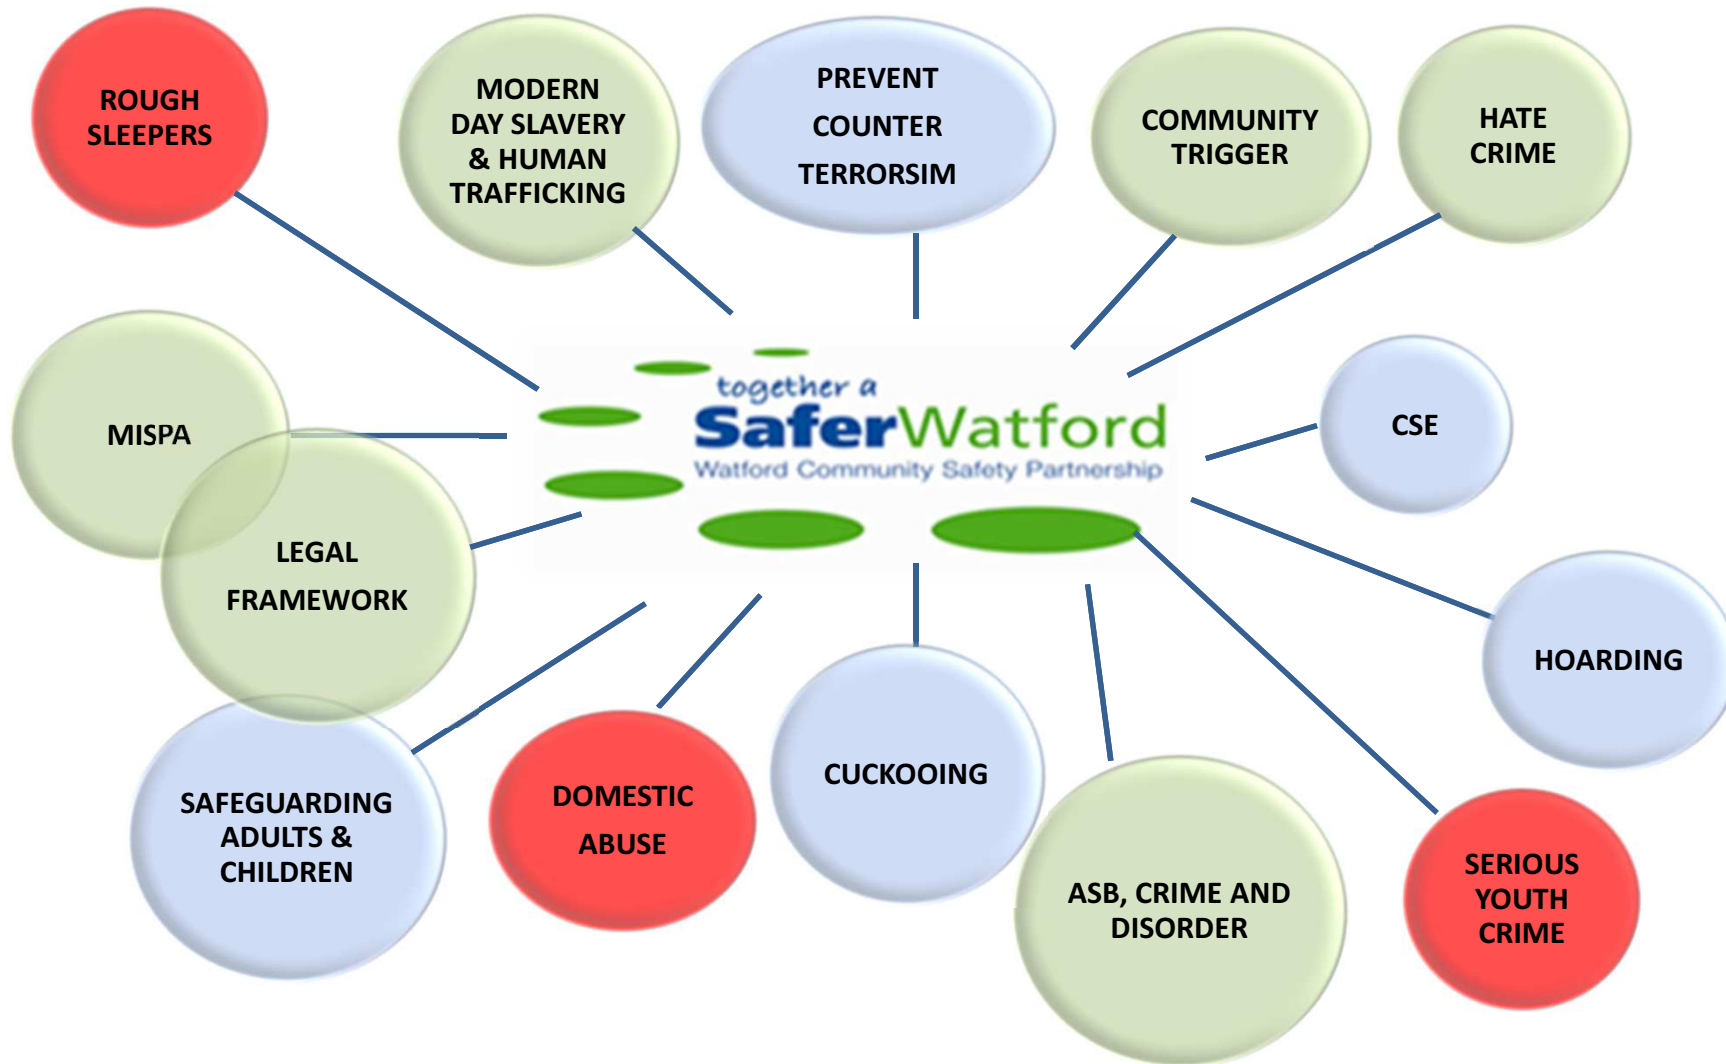 ROUGH
SLEEPERS
MODERN
DAY SLAVERY
& HUMAN
TRAFFICKING
PREVENT
COUNTER
TERRORSIM
COMMUNITY
TRIGGER
HATE
CRIME
MISPA
together a
SaferWatford
Watford Community Safety Partnership
CSE
LEGAL
FRAMEWORK
HOARDING
SAFEGUARDING
ADULTS &
CHILDREN
DOMESTIC
ABUSE
CUCKOOING
ASB, CRIME AND
DISORDER
SERIOUS
YOUTH
CRIME